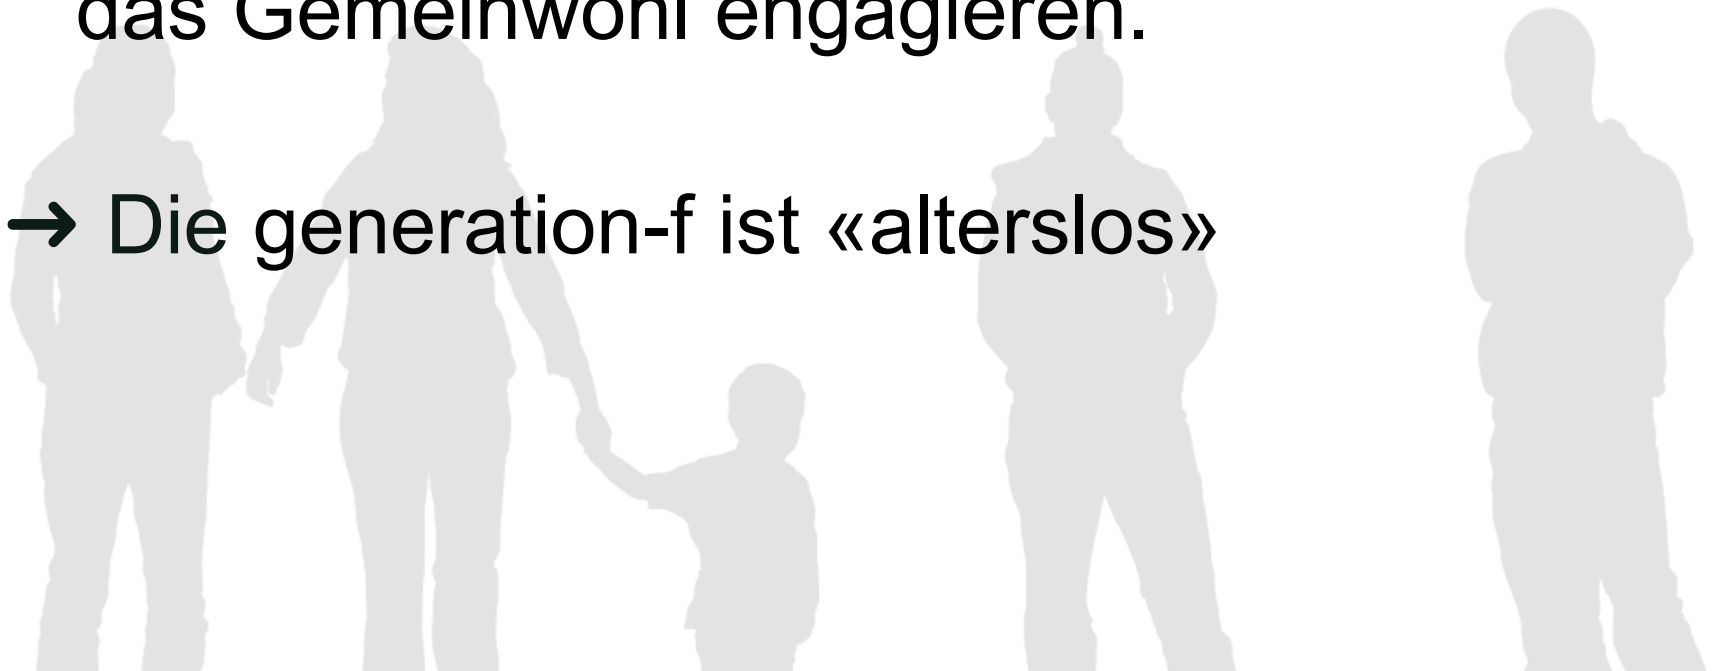 das Gemeinwohl engagieren.
➔ Die generation-f ist «alterslos»